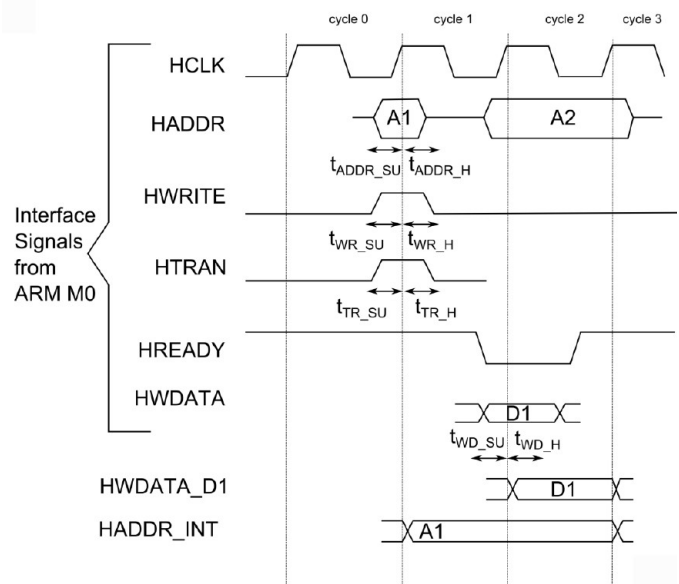 cycle 0 cycle 1 cycle 2 cycle 3
HCLK
HADDR A1 A2
tADDR_SU tADDR_H
HWRITE
tWR_SU tWR_H
Interface
Signals
from
ARM M0
HTRAN
tTR_SU tTR_H
HREADY
HWDATA D1
tWD_SU tWD_H
HWDATA_D1 D1
HADDR_INT A1